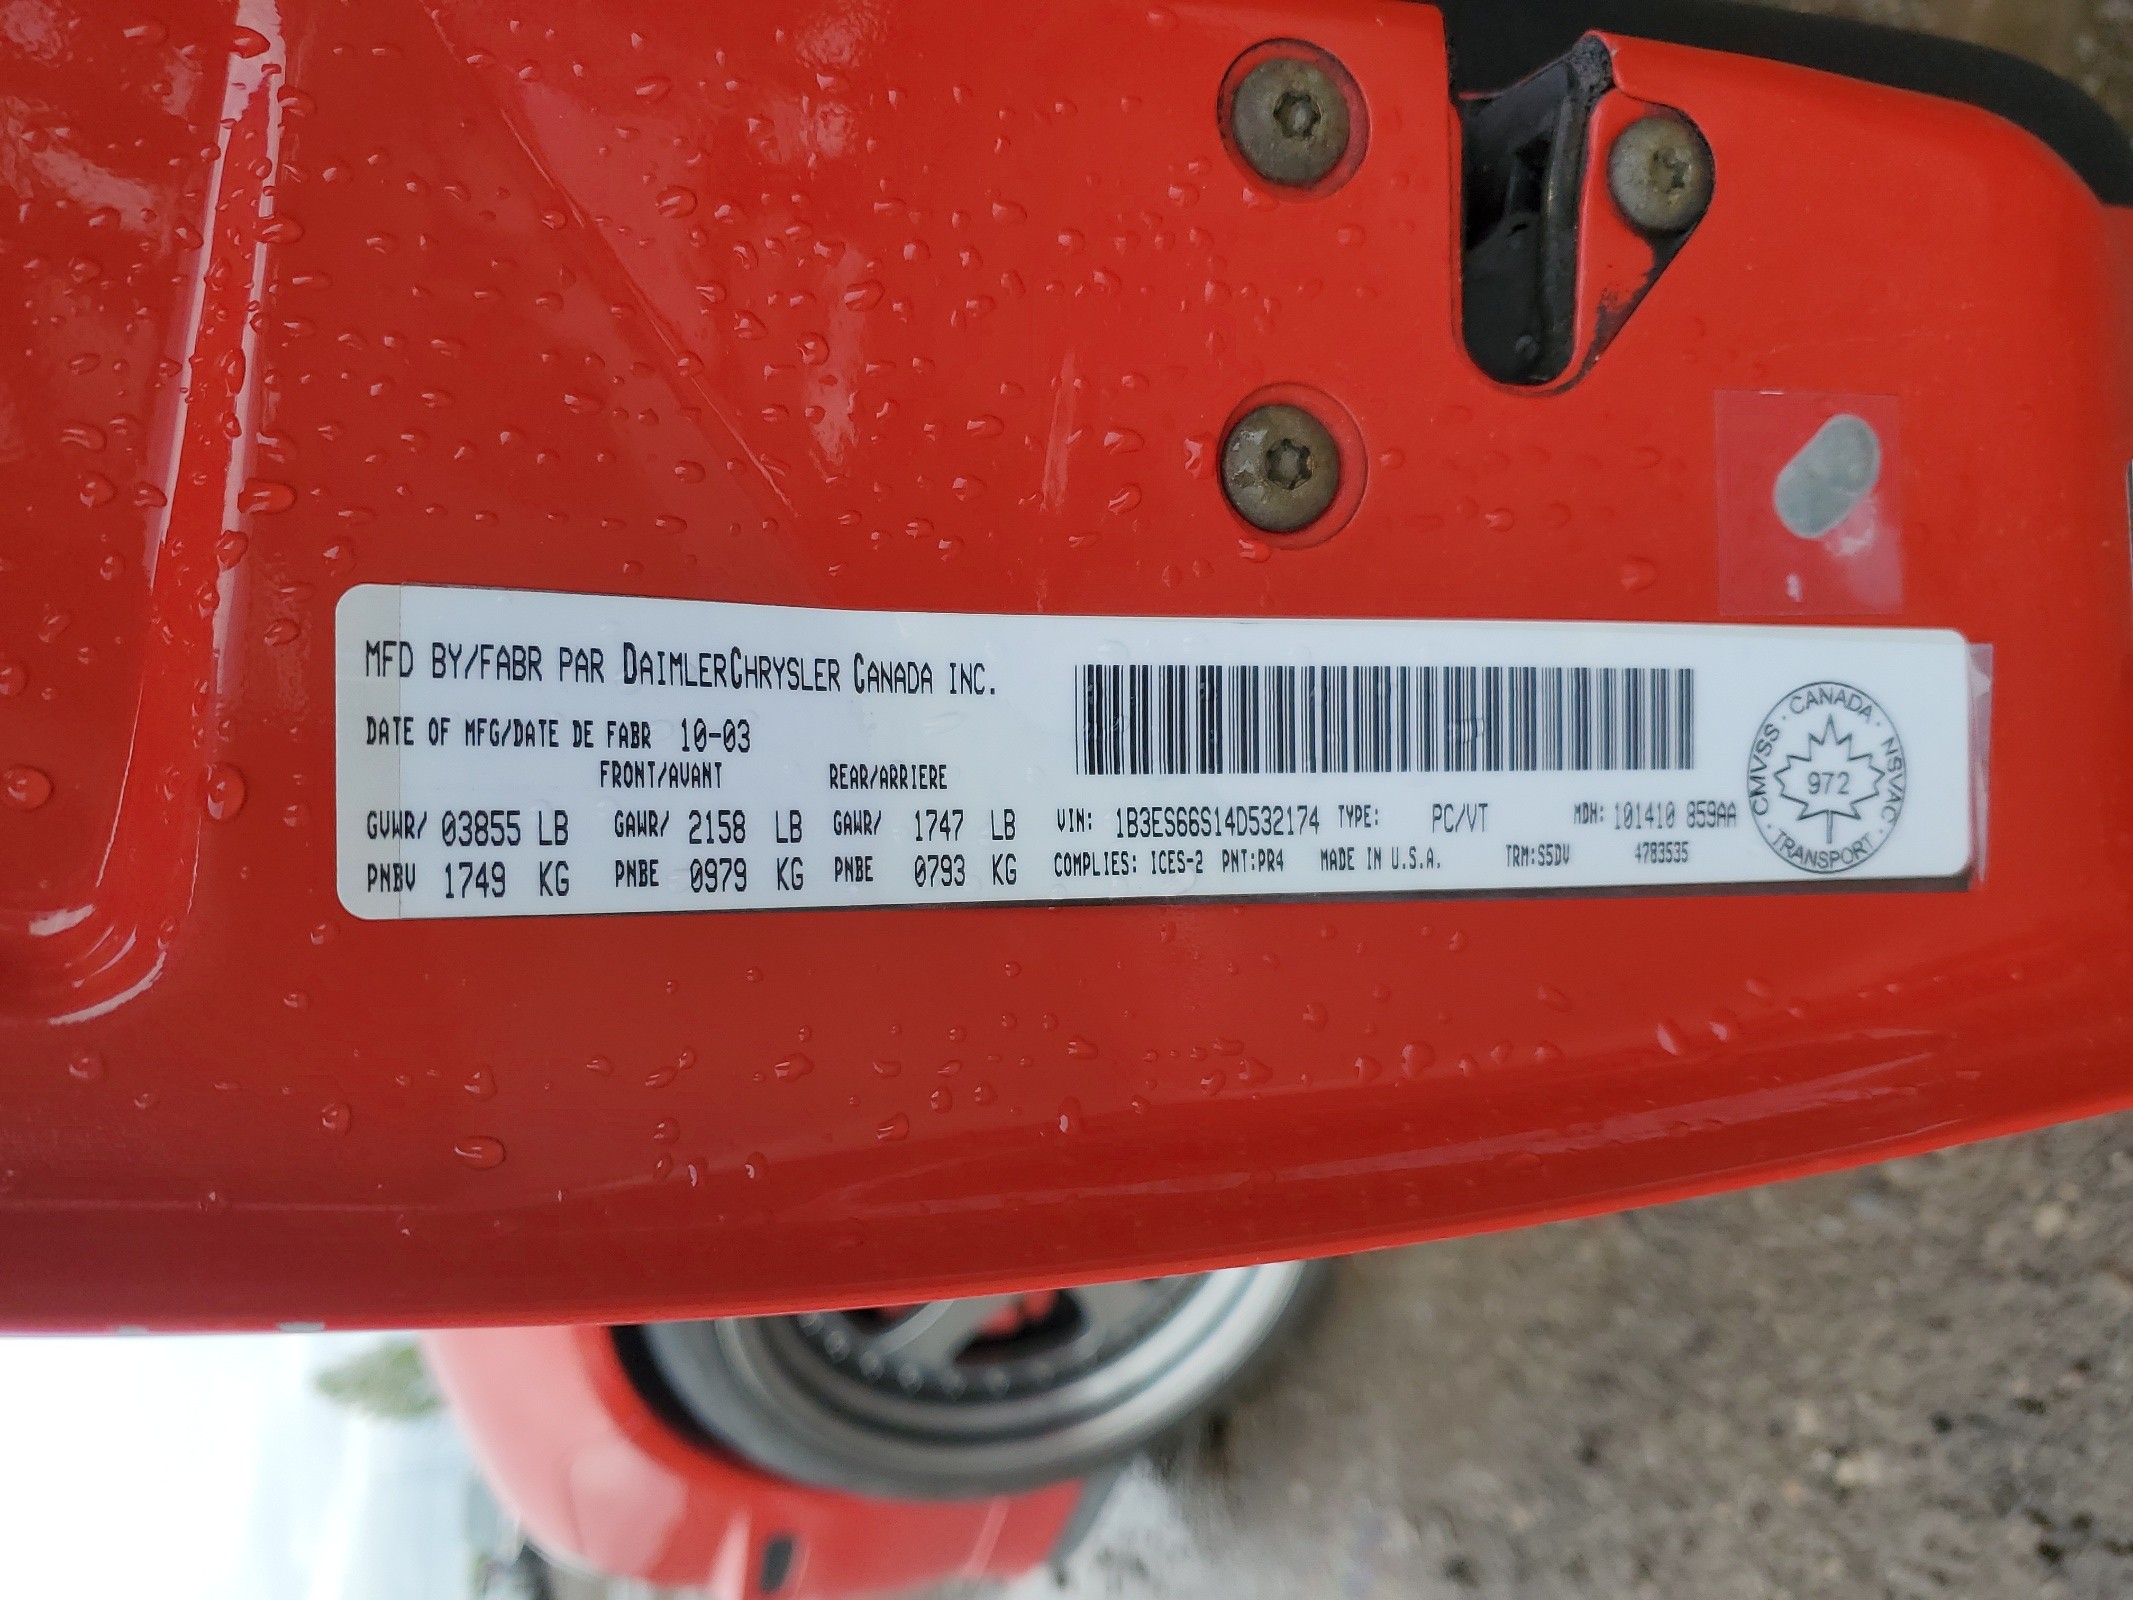 MFD BY/FABR PAR DAIMLERCHRYSLER CANADA INC.
DATE OF MFG/DATE DE FABR 10-03
FRONT/AVANT REAR/ARRIERE
GVWR/ 03855 LB GAWR/ 2158 LB GAWR/ 1747 LB
PNBV 1749 KG PNBE 0979 KG PNBE 0793 KG
VIN: 1B3ES66S14D532174 TYPE: PC/VT MDH: 101410 859AA
COMPLIES: ICES-2 PNT:PR4 MADE IN U.S.A. TRM:S5DV 4783535
CMVSS · CANADA · NSVAC · TRANSPORT ·
972